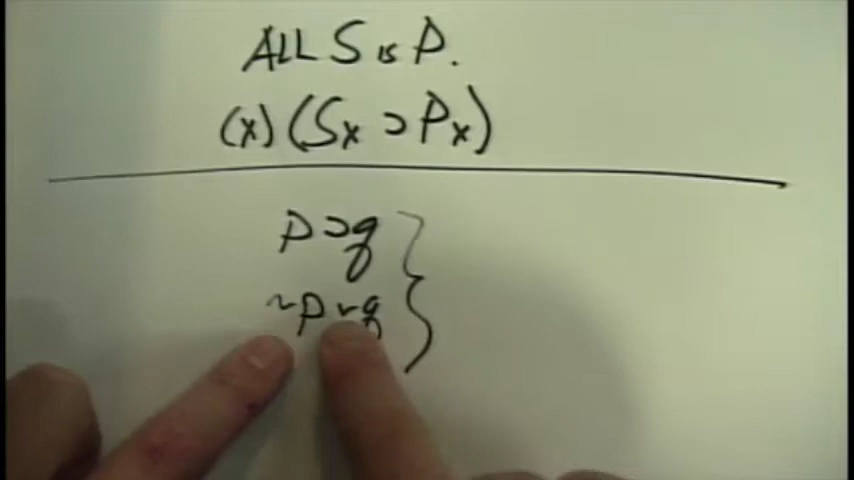 ALL S is P.
(x) (Sx ⊃ Px)
p ⊃ q
~p v q